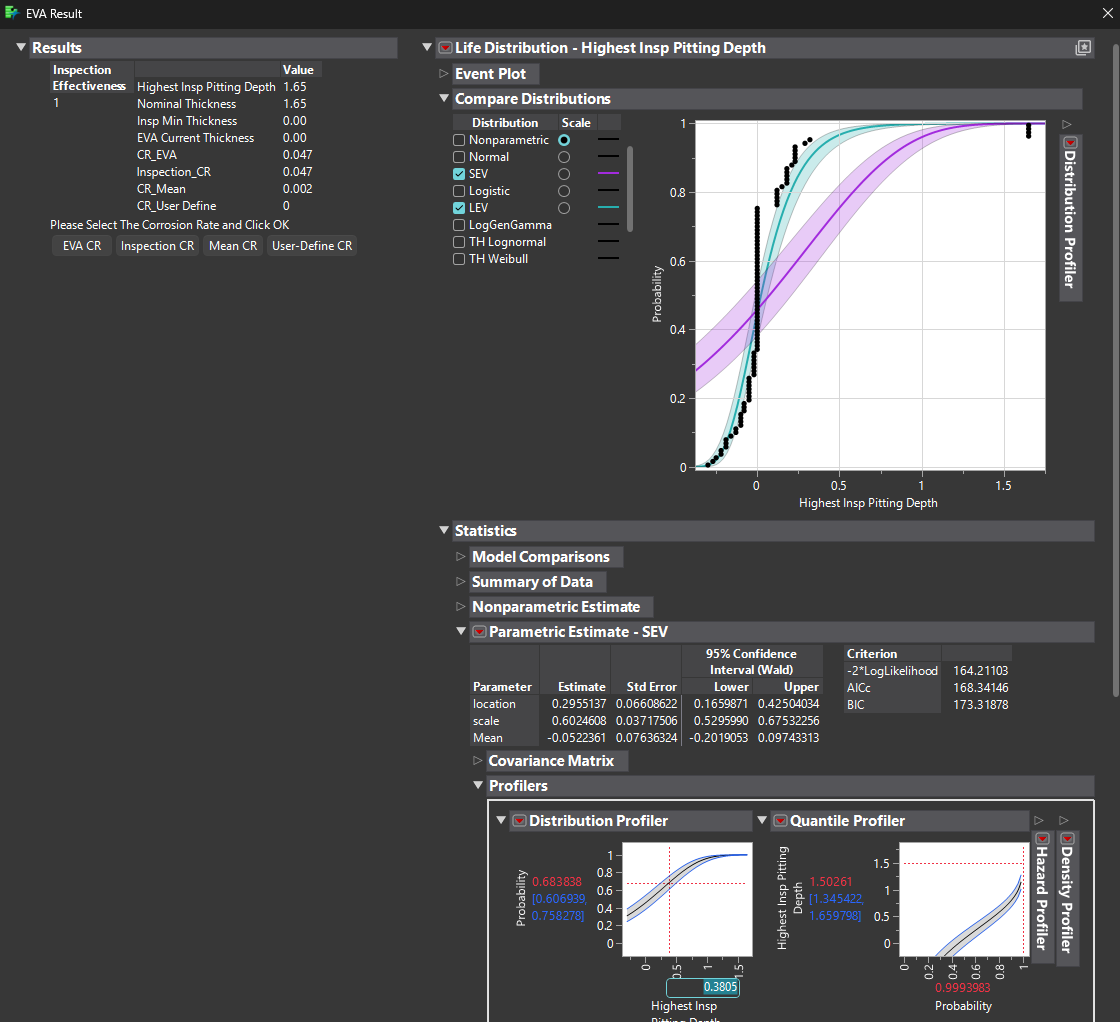 EVA Result
Results
Inspection Effectiveness Value
1 Highest Insp Pitting Depth 1.65
Nominal Thickness 1.65
Insp Min Thickness 0.00
EVA Current Thickness 0.00
CR_EVA 0.047
Inspection_CR 0.047
CR_Mean 0.002
CR_User Define 0
Please Select The Corrosion Rate and Click OK
EVA CR Inspection CR Mean CR User-Define CR
Life Distribution - Highest Insp Pitting Depth
Event Plot
Compare Distributions
Distribution Scale
Nonparametric
Normal
SEV
Logistic
LEV
LogGenGamma
TH Lognormal
TH Weibull
Probability
1
0.8
0.6
0.4
0.2
0
0 0.5 1 1.5
Highest Insp Pitting Depth
Distribution Profiler
Statistics
Model Comparisons
Summary of Data
Nonparametric Estimate
Parametric Estimate - SEV
95% Confidence
Interval (Wald)
Parameter Estimate Std Error Lower Upper
location 0.2955137 0.06608622 0.1659871 0.42504034
scale 0.6024608 0.03717506 0.5295990 0.67532256
Mean -0.0522361 0.07636324 -0.2019053 0.09743313
Criterion
-2*LogLikelihood 164.21103
AICc 168.34146
BIC 173.31878
Covariance Matrix
Profilers
Distribution Profiler
Probability
0.683838
[0.606939,
0.758278]
1
0.8
0.6
0.4
0.2
0
0 0.5 1 1.5
0.3805
Highest Insp
Pitting Depth
Quantile Profiler
Highest Insp Pitting
Depth
1.50261
[1.345422,
1.659798]
1.5
1
0.5
0
0 0.2 0.4 0.6 0.8 1
0.9993983
Probability
Hazard Profiler
Density Profiler